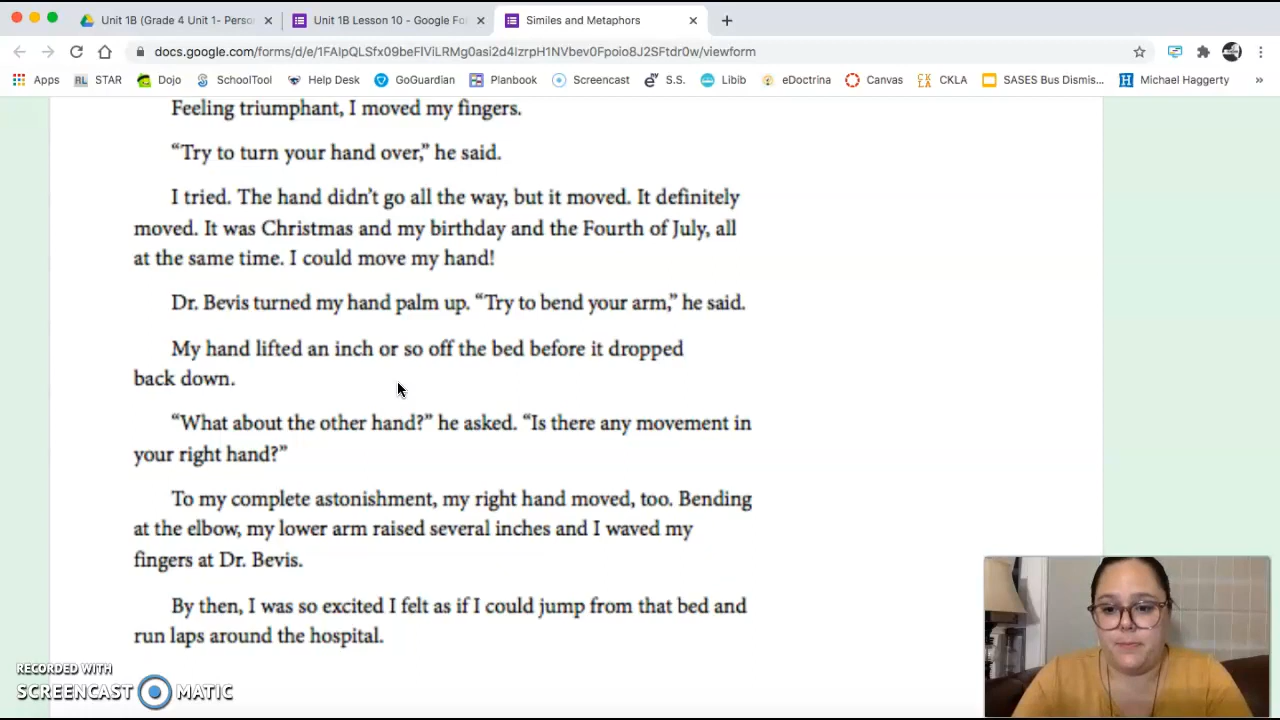 Unit 1B (Grade 4 Unit 1- Perso
Unit 1B Lesson 10 - Google Fo
Similes and Metaphors
docs.google.com/forms/d/e/1FAIpQLSfx09beFlViLRMg0asi2d4IzrpH1NVbev0Fpoio8J2SFtdr0w/viewform
Apps STAR Dojo SchoolTool Help Desk GoGuardian Planbook Screencast S.S. Libib eDoctrina Canvas CKLA SASES Bus Dismis... Michael Haggerty »
Feeling triumphant, I moved my fingers.
“Try to turn your hand over,” he said.
I tried. The hand didn’t go all the way, but it moved. It definitely
moved. It was Christmas and my birthday and the Fourth of July, all
at the same time. I could move my hand!
Dr. Bevis turned my hand palm up. “Try to bend your arm,” he said.
My hand lifted an inch or so off the bed before it dropped
back down.
“What about the other hand?” he asked. “Is there any movement in
your right hand?”
To my complete astonishment, my right hand moved, too. Bending
at the elbow, my lower arm raised several inches and I waved my
fingers at Dr. Bevis.
By then, I was so excited I felt as if I could jump from that bed and
run laps around the hospital.
RECORDED WITH
SCREENCAST MATIC